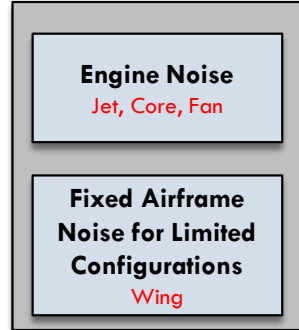 Engine Noise
Jet, Core, Fan
Fixed Airframe
Noise for Limited
Configurations
Wing